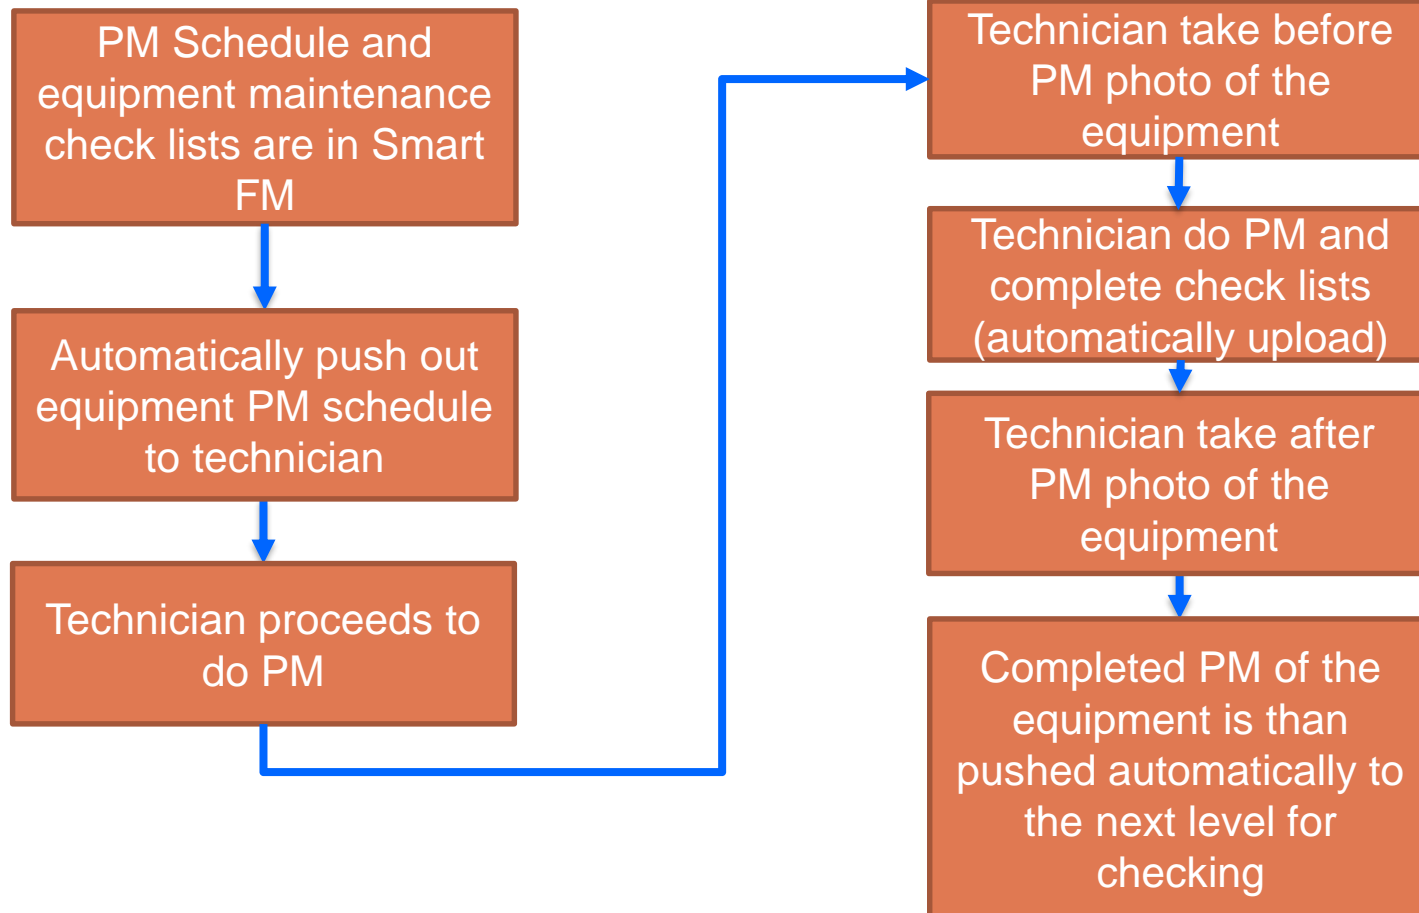 PM Schedule and
equipment maintenance
check lists are in Smart
FM
Automatically push out
equipment PM schedule
to technician
Technician proceeds to
do PM
Technician take before
PM photo of the
equipment
Technician do PM and
complete check lists
(automatically upload)
Technician take after
PM photo of the
equipment
Completed PM of the
equipment is than
pushed automatically to
the next level for
checking